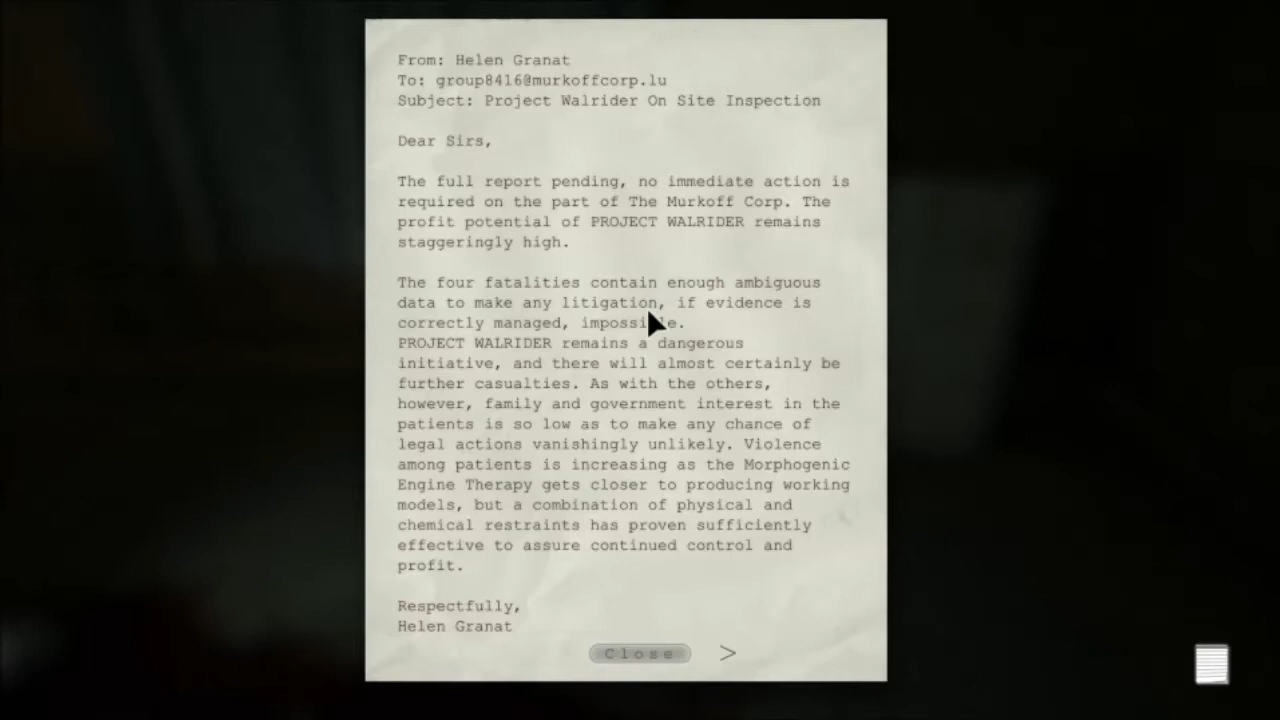 From: Helen Granat
To: group8416@murkoffcorp.lu
Subject: Project Walrider On Site Inspection
Dear Sirs,
The full report pending, no immediate action is
required on the part of The Murkoff Corp. The
profit potential of PROJECT WALRIDER remains
staggeringly high.
The four fatalities contain enough ambiguous
data to make any litigation, if evidence is
correctly managed, impossible.
PROJECT WALRIDER remains a dangerous
initiative, and there will almost certainly be
further casualties. As with the others,
however, family and government interest in the
patients is so low as to make any chance of
legal actions vanishingly unlikely. Violence
among patients is increasing as the Morphogenic
Engine Therapy gets closer to producing working
models, but a combination of physical and
chemical restraints has proven sufficiently
effective to assure continued control and
profit.
Respectfully,
Helen Granat
Close >